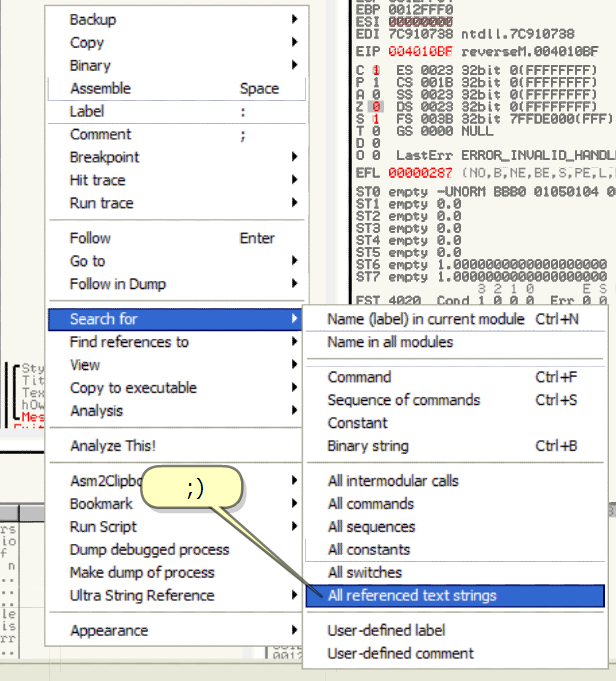 Backup
Copy
Binary
Assemble Space
Label :
Comment ;
Breakpoint
Hit trace
Run trace
Follow Enter
Go to
Follow in Dump
Search for
Find references to
View
Copy to executable
Analysis
Analyze This!
Asm2Clipbo
Bookmark
Run Script
Dump debugged process
Make dump of process
Ultra String Reference
Appearance
;)
Name (label) in current module Ctrl+N
Name in all modules
Command Ctrl+F
Sequence of commands Ctrl+S
Constant
Binary string Ctrl+B
All intermodular calls
All commands
All sequences
All constants
All switches
All referenced text strings
User-defined label
User-defined comment
EBP 0012FFF0
ESI 00000000
EDI 7C910738 ntdll.7C910738
EIP 004010BF reverseM.004010BF
C 1 ES 0023 32bit 0(FFFFFFFF)
P 1 CS 001B 32bit 0(FFFFFFFF)
A 0 SS 0023 32bit 0(FFFFFFFF)
Z 0 DS 0023 32bit 0(FFFFFFFF)
S 1 FS 003B 32bit 7FFDE000(FFF)
T 0 GS 0000 NULL
D 0
O 0 LastErr ERROR_INVALID_HANDL
EFL 00000287 (NO,B,NE,BE,S,PE,L,
ST0 empty -UNORM BBB0 01050104 0
ST1 empty 0.0
ST2 empty 0.0
ST3 empty 0.0
ST4 empty 0.0
ST5 empty 0.0
ST6 empty 1.0000000000000000000
ST7 empty 1.0000000000000000000
3 2 1 0 E S
FST 4020 Cond 1 0 0 0 Err 0 0
Sty
Tit
Tex
hOw
Mes